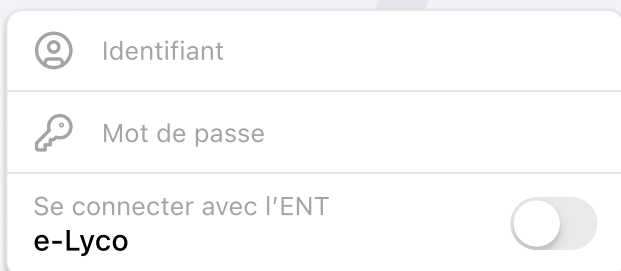 Identifiant
Mot de passe
Se connecter avec l'ENT
e-Lyco